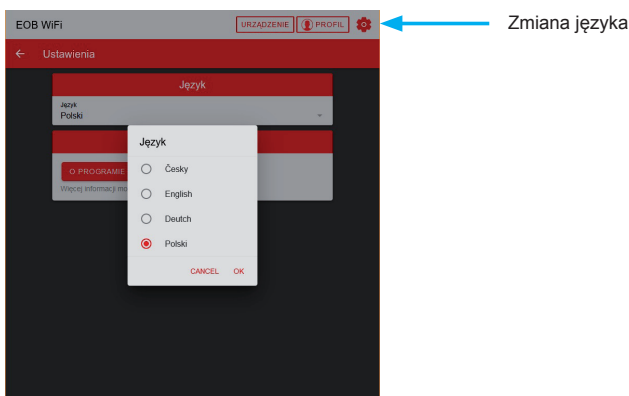 EOB WiFi
URZĄDZENIE
PROFIL
Zmiana języka
Ustawienia
Język
Język
Polski
Język
Česky
English
Deutch
Polski
CANCEL OK
O PROGRAMIE
Więcej informacji mo